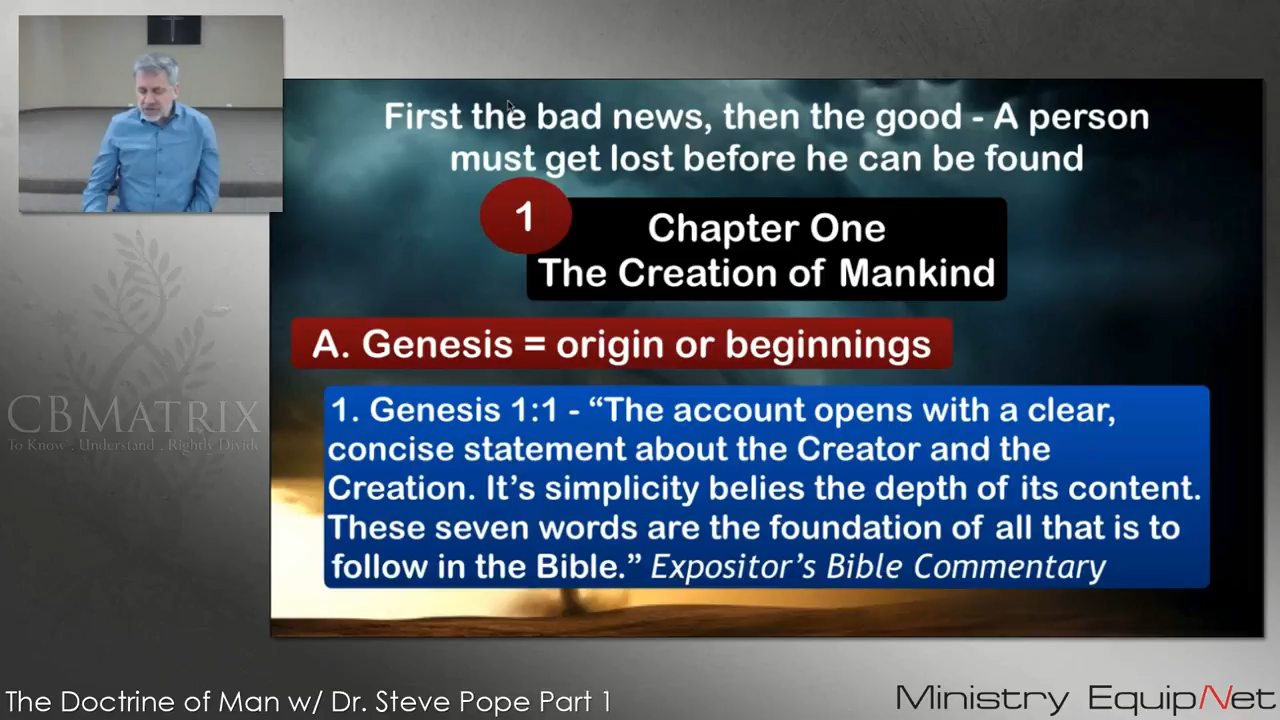 First the bad news, then the good - A person
must get lost before he can be found
1
Chapter One
The Creation of Mankind
A. Genesis = origin or beginnings
1. Genesis 1:1 - “The account opens with a clear,
concise statement about the Creator and the
Creation. It’s simplicity belies the depth of its content.
These seven words are the foundation of all that is to
follow in the Bible.” Expositor’s Bible Commentary
CBMATRIX
To Know . Understand . Rightly Divide
The Doctrine of Man w/ Dr. Steve Pope Part 1
Ministry EquipNet